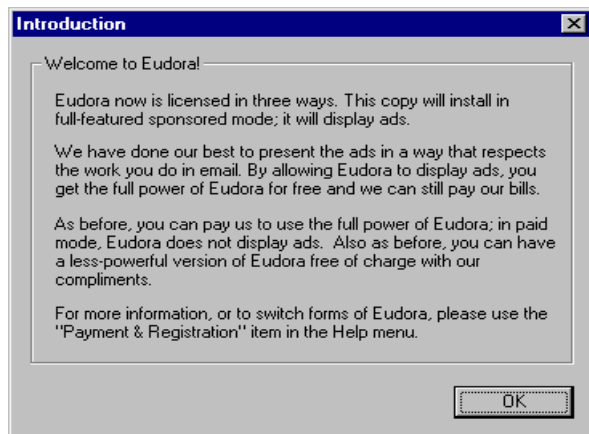 Introduction
Welcome to Eudora!
Eudora now is licensed in three ways. This copy will install in
full-featured sponsored mode; it will display ads.
We have done our best to present the ads in a way that respects
the work you do in email. By allowing Eudora to display ads, you
get the full power of Eudora for free and we can still pay our bills.
As before, you can pay us to use the full power of Eudora; in paid
mode, Eudora does not display ads.  Also as before, you can have
a less-powerful version of Eudora free of charge with our
compliments.
For more information, or to switch forms of Eudora, please use the
"Payment & Registration" item in the Help menu.
OK